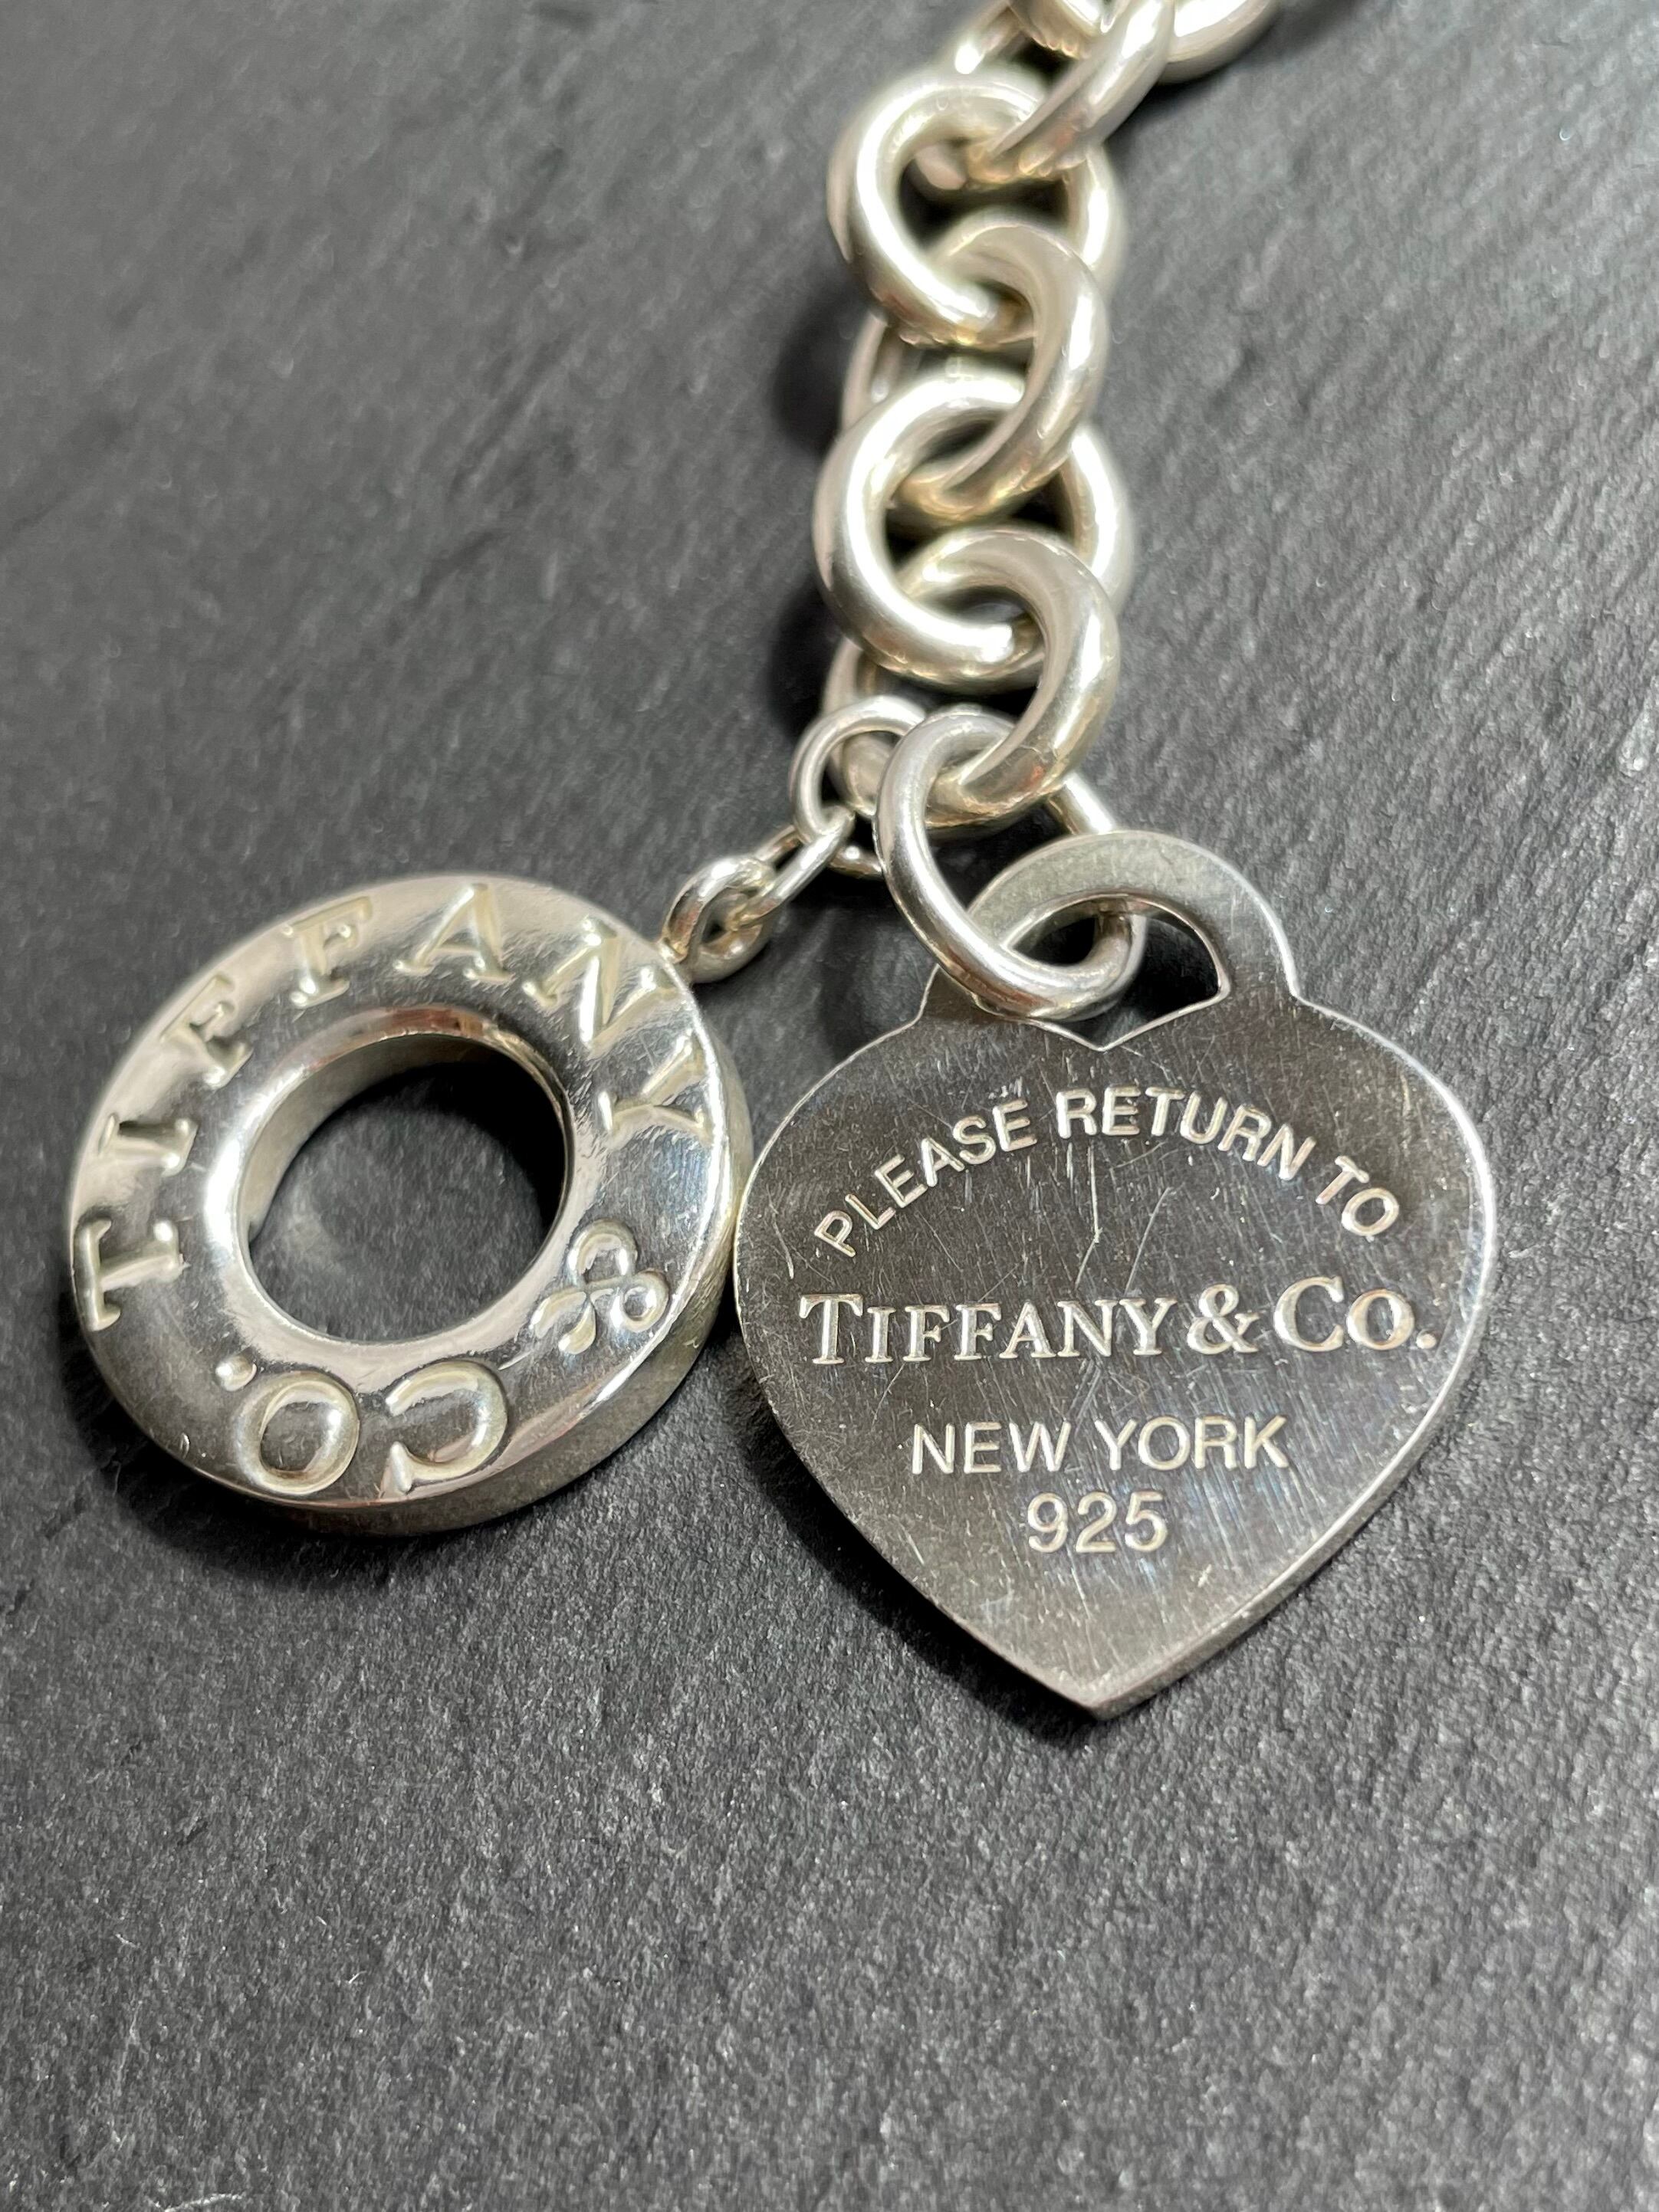 TIFFANY & CO.
PLEASE RETURN TO
TIFFANY & CO.
NEW YORK
925